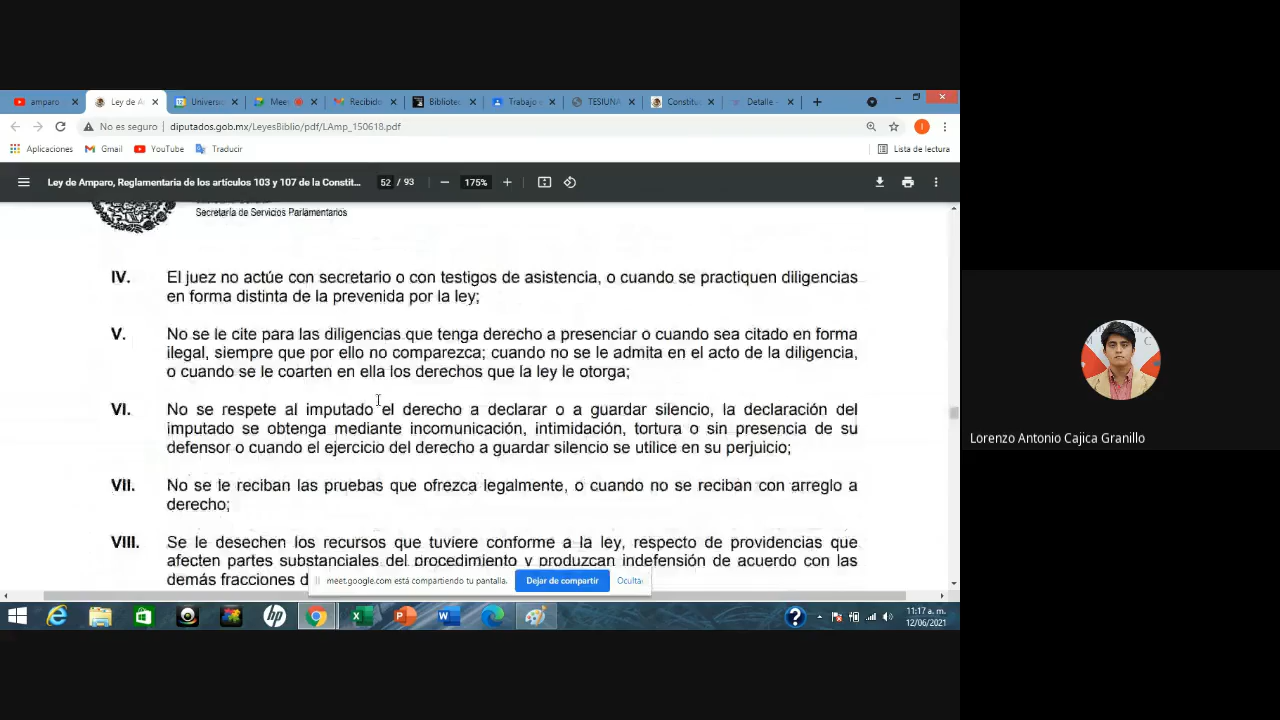 amparo
Ley de A
Universi
Meet
Recibido
Bibliotec
Trabajo d
TESIUNA
Constitu
Detalle -
No es seguro | diputados.gob.mx/LeyesBiblio/pdf/LAmp_150618.pdf
Aplicaciones Gmail YouTube Traducir Lista de lectura
Ley de Amparo, Reglamentaria de los artículos 103 y 107 de la Constit... 52 / 93 175%
Secretaría de Servicios Parlamentarios
IV. El juez no actúe con secretario o con testigos de asistencia, o cuando se practiquen diligencias
en forma distinta de la prevenida por la ley;
V. No se le cite para las diligencias que tenga derecho a presenciar o cuando sea citado en forma
ilegal, siempre que por ello no comparezca; cuando no se le admita en el acto de la diligencia,
o cuando se le coarten en ella los derechos que la ley le otorga;
VI. No se respete al imputado el derecho a declarar o a guardar silencio, la declaración del
imputado se obtenga mediante incomunicación, intimidación, tortura o sin presencia de su
defensor o cuando el ejercicio del derecho a guardar silencio se utilice en su perjuicio;
VII. No se le reciban las pruebas que ofrezca legalmente, o cuando no se reciban con arreglo a
derecho;
VIII. Se le desechen los recursos que tuviere conforme a la ley, respecto de providencias que
afecten partes substanciales del procedimiento y produzcan indefensión de acuerdo con las
demás fracciones d
meet.google.com está compartiendo tu pantalla. Dejar de compartir Ocultar
11:17 a. m.
12/06/2021
Lorenzo Antonio Cajica Granillo